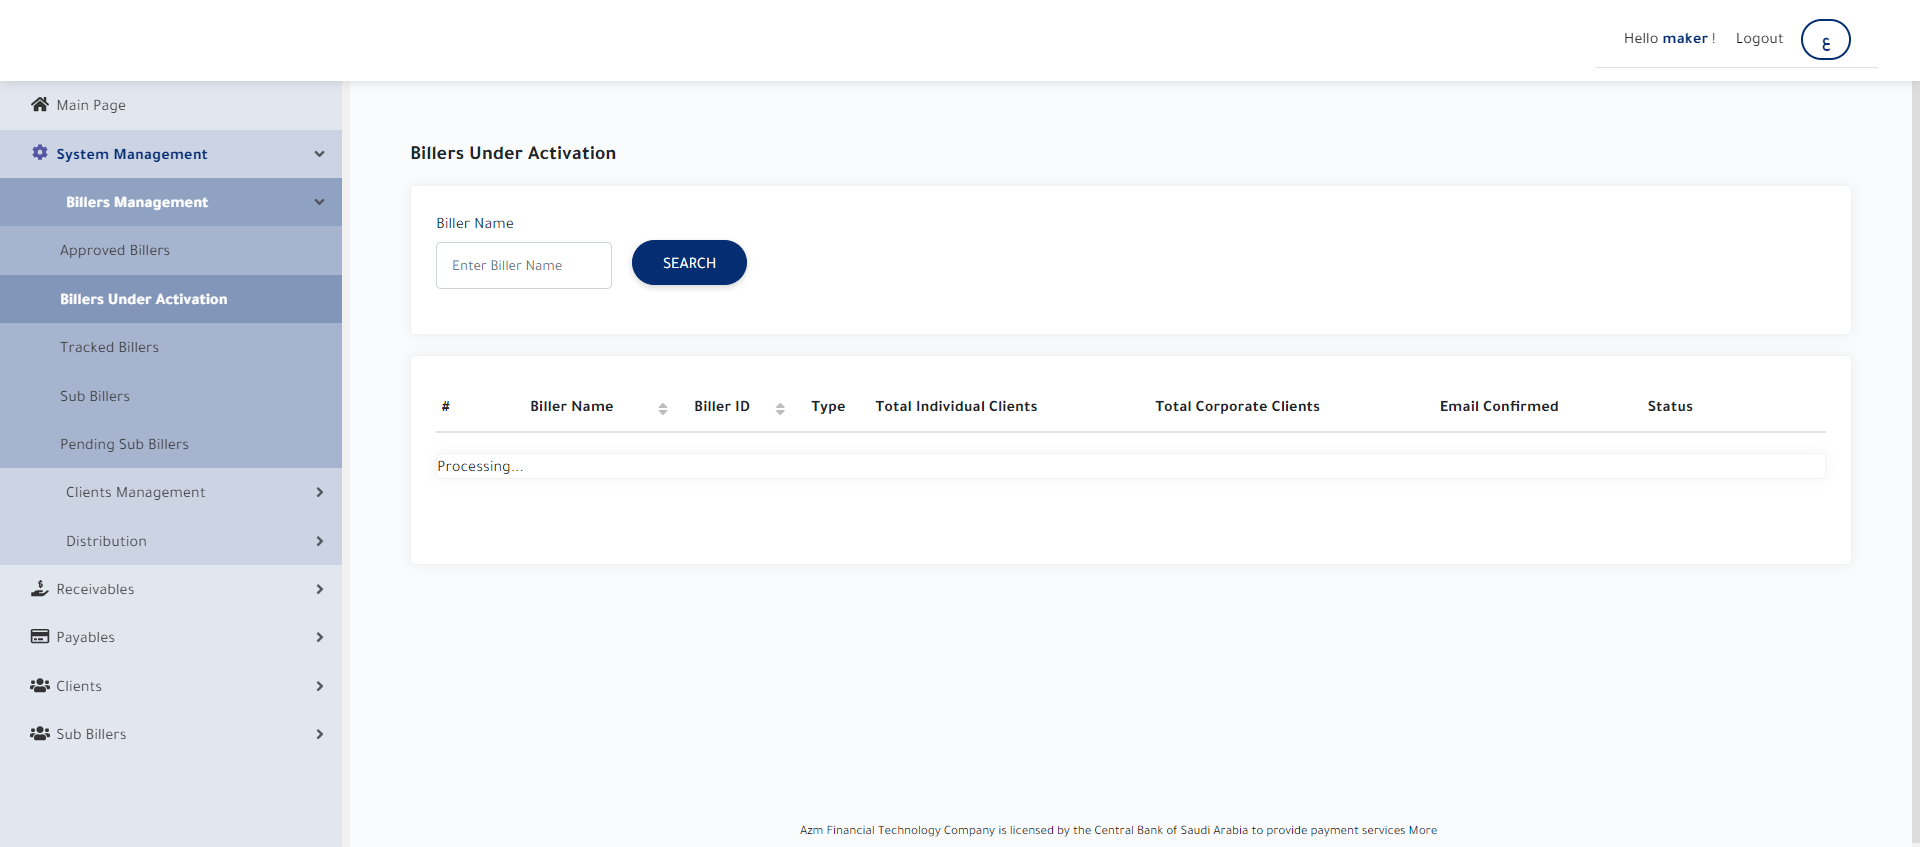 Hello maker ! Logout ع
Main Page
System Management
Billers Management
Approved Billers
Billers Under Activation
Tracked Billers
Sub Billers
Pending Sub Billers
Clients Management
Distribution
Receivables
Payables
Clients
Sub Billers
Billers Under Activation
Biller Name
Enter Biller Name
SEARCH
# Biller Name Biller ID Type Total Individual Clients Total Corporate Clients Email Confirmed Status
Processing...
Azm Financial Technology Company is licensed by the Central Bank of Saudi Arabia to provide payment services More